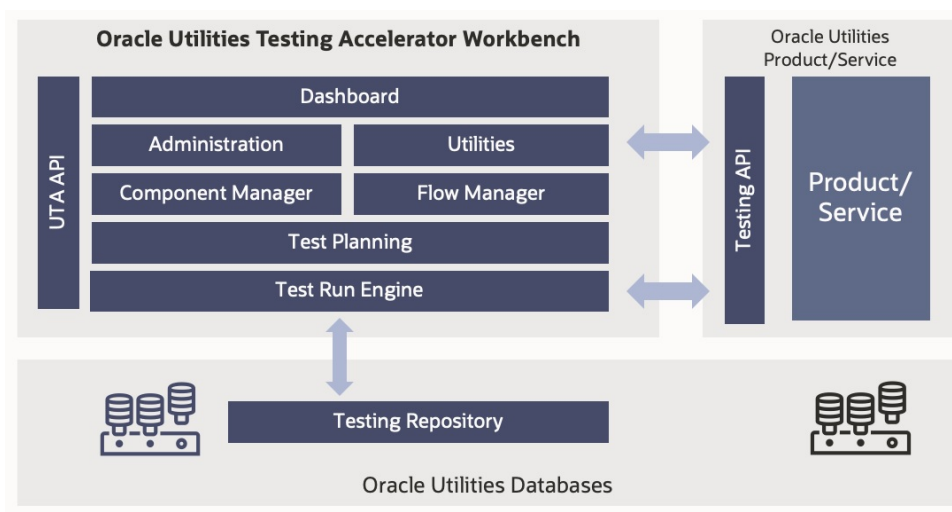 Oracle Utilities Testing Accelerator Workbench
Oracle Utilities
Product/Service
UTA API
Dashboard
Administration
Utilities
Component Manager
Flow Manager
Test Planning
Test Run Engine
Testing API
Product/
Service
Testing Repository
Oracle Utilities Databases